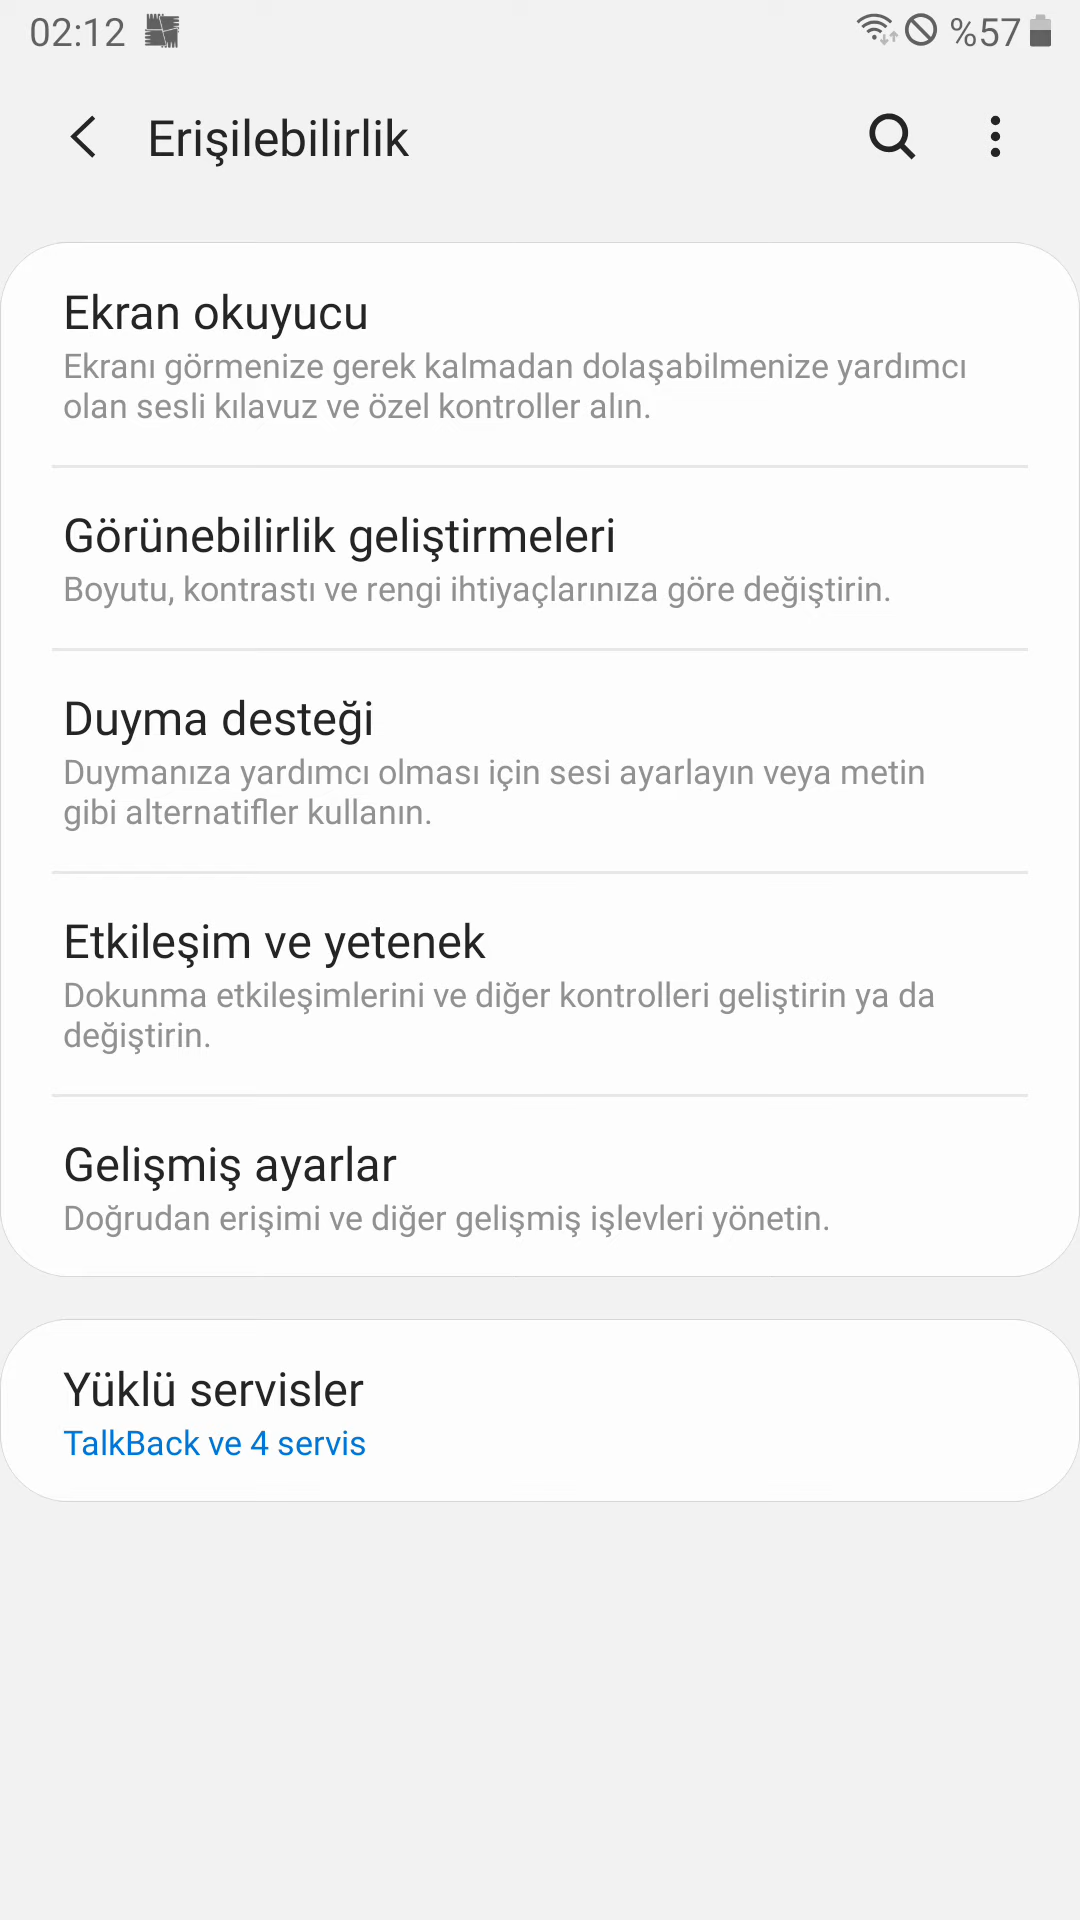 02:12 %57
Erişilebilirlik
Ekran okuyucu
Ekranı görmenize gerek kalmadan dolaşabilmenize yardımcı
olan sesli kılavuz ve özel kontroller alın.
Görünebilirlik geliştirmeleri
Boyutu, kontrastı ve rengi ihtiyaçlarınıza göre değiştirin.
Duyma desteği
Duymanıza yardımcı olması için sesi ayarlayın veya metin
gibi alternatifler kullanın.
Etkileşim ve yetenek
Dokunma etkileşimlerini ve diğer kontrolleri geliştirin ya da
değiştirin.
Gelişmiş ayarlar
Doğrudan erişimi ve diğer gelişmiş işlevleri yönetin.
Yüklü servisler
TalkBack ve 4 servis